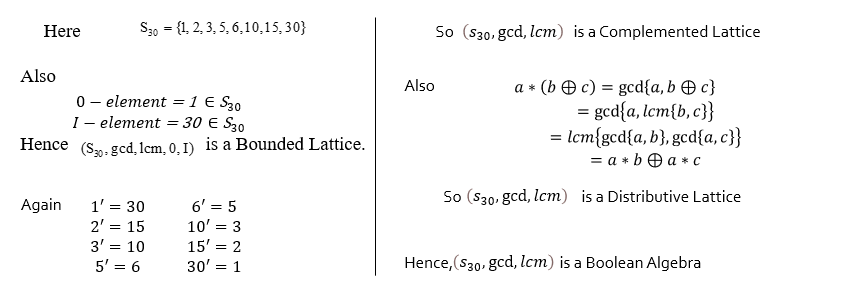 Here S₃₀ = {1, 2, 3, 5, 6,10,15, 30}
Also
0 − element = 1 ∈ S₃₀
I − element = 30 ∈ S₃₀
Hence (S₃₀, gcd, lcm, 0, I) is a Bounded Lattice.
Again 1′ = 30 6′ = 5
2′ = 15 10′ = 3
3′ = 10 15′ = 2
5′ = 6 30′ = 1
So (s₃₀, gcd, lcm) is a Complemented Lattice
Also a ∗ (b ⊕ c) = gcd{a, b ⊕ c}
= gcd{a, lcm{b, c}}
= lcm{gcd{a, b}, gcd{a, c}}
= a ∗ b ⊕ a ∗ c
So (s₃₀, gcd, lcm) is a Distributive Lattice
Hence,(s₃₀, gcd, lcm) is a Boolean Algebra